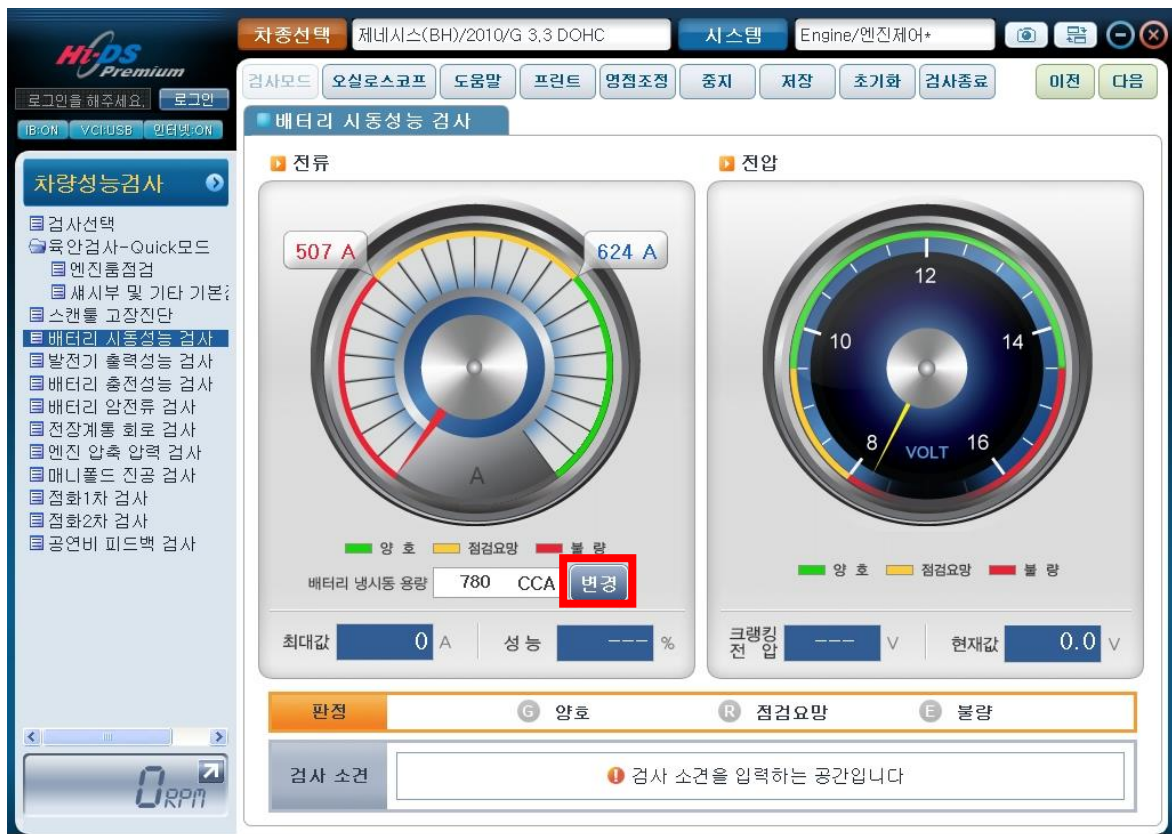 Hi-DS
Premium
차종선택 제네시스(BH)/2010/G 3,3 DOHC 시스템 Engine/엔진제어*
로그인을 해주세요, 로그인
검사모드 오실로스코프 도움말 프린트 영점조정 중지 저장 초기화 검사종료 이전 다음
IB:ON VCI:USB 인터넷:ON
배터리 시동성능 검사
차량성능검사
검사선택
육안검사-Quick모드
엔진룸점검
섀시부 및 기타 기본
스캔툴 고장진단
배터리 시동성능 검사
발전기 출력성능 검사
배터리 충전성능 검사
배터리 암전류 검사
전장계통 회로 검사
엔진 압축 압력 검사
매니폴드 진공 검사
점화1차 검사
점화2차 검사
공연비 피드백 검사
0 RPM
전류
507 A 624 A
A
양 호 점검요망 불 량
배터리 냉시동 용량 780 CCA 변경
최대값 0 A 성 능 --- %
전압
12
10 14
8 VOLT 16
양 호 점검요망 불 량
크랭킹 전 압 --- V 현재값 0.0 V
판정 G 양호 R 점검요망 E 불량
검사 소견 검사 소견을 입력하는 공간입니다